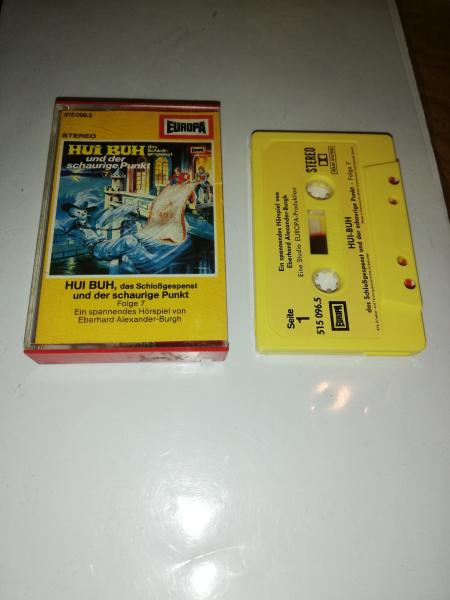 515 096.5
EUROPA
STEREO
HUI BUH
das Schloß-
gespenst
und der
schaurige Punkt
7
EUROPA
HUI BUH, das Schloßgespenst
und der schaurige Punkt
Folge 7
Ein spannendes Hörspiel von
Eberhard Alexander-Burgh
STEREO
Ein spannendes Hörspiel von
Eberhard Alexander-Burgh
Eine Studio EUROPA-Produktion
Seite
1
515 096.5
EUROPA
HUI-BUH
das Schloßgespenst und der schaurige Punkt - Folge 7